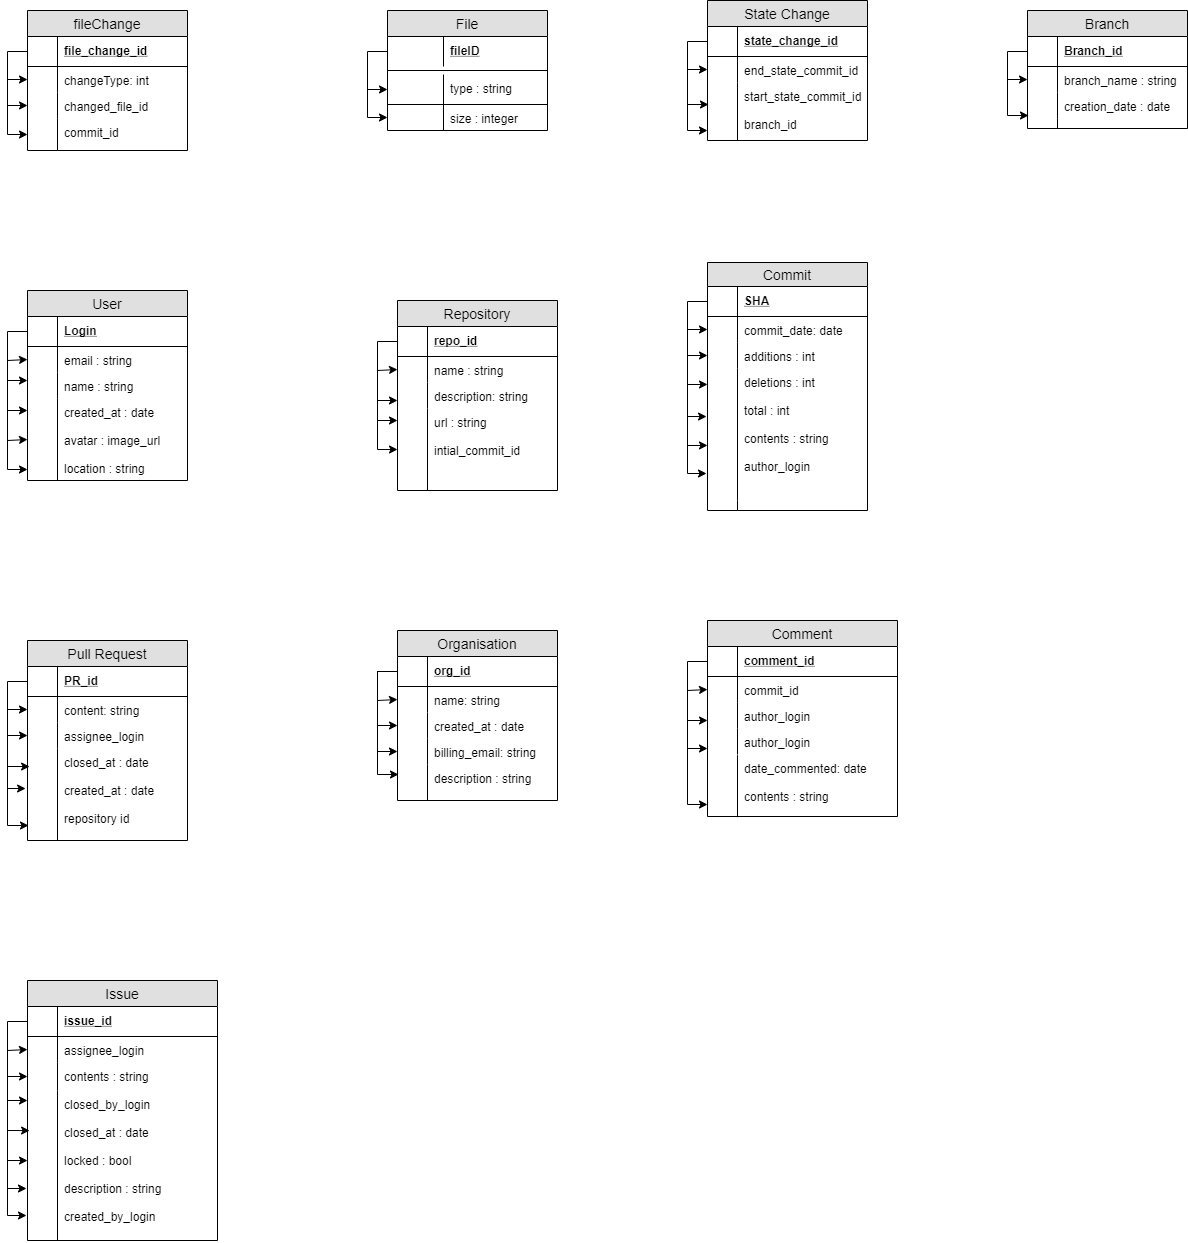 fileChange
file_change_id
changeType: int
changed_file_id
commit_id
File
fileID
type : string
size : integer
State Change
state_change_id
end_state_commit_id
start_state_commit_id
branch_id
Branch
Branch_id
branch_name : string
creation_date : date
User
Login
email : string
name : string
created_at : date
avatar : image_url
location : string
Repository
repo_id
name : string
description: string
url : string
intial_commit_id
Commit
SHA
commit_date: date
additions : int
deletions : int
total : int
contents : string
author_login
Pull Request
PR_id
content: string
assignee_login
closed_at : date
created_at : date
repository id
Organisation
org_id
name: string
created_at : date
billing_email: string
description : string
Comment
comment_id
commit_id
author_login
author_login
date_commented: date
contents : string
Issue
issue_id
assignee_login
contents : string
closed_by_login
closed_at : date
locked : bool
description : string
created_by_login